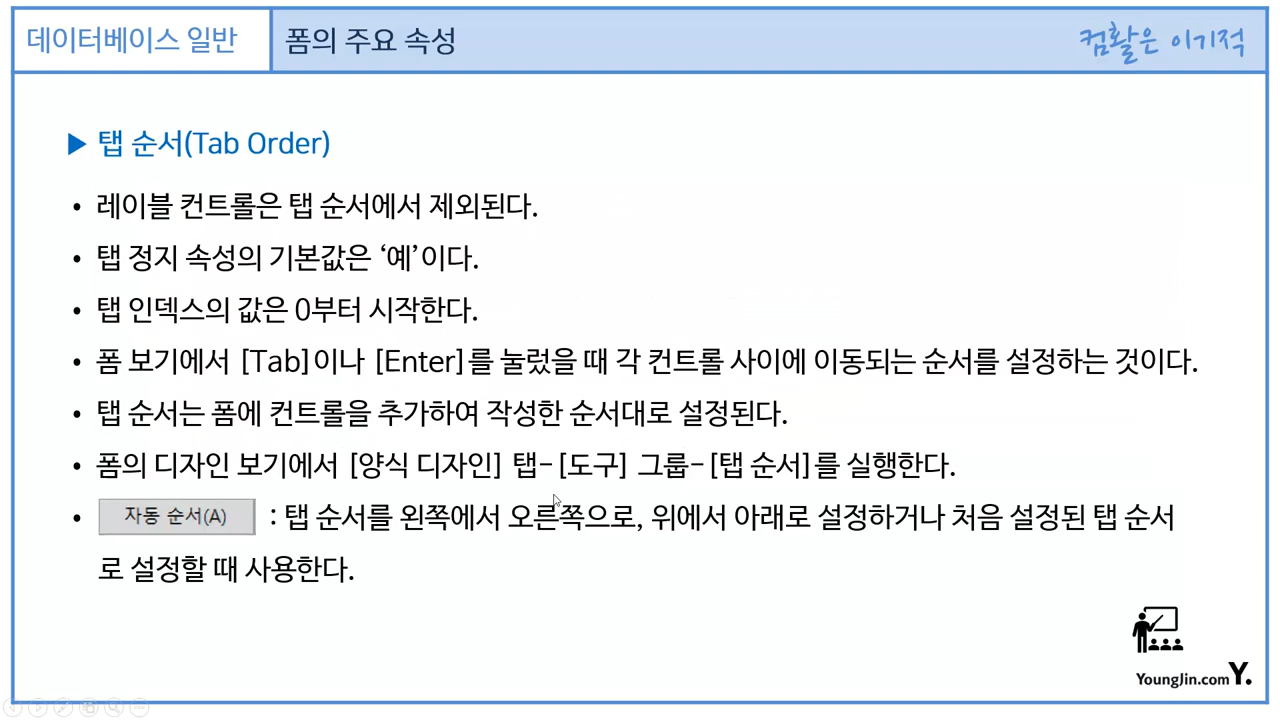 데이터베이스 일반
폼의 주요 속성
컴활은 이기적
▶ 탭 순서(Tab Order)
• 레이블 컨트롤은 탭 순서에서 제외된다.
• 탭 정지 속성의 기본값은 ‘예’이다.
• 탭 인덱스의 값은 0부터 시작한다.
• 폼 보기에서 [Tab]이나 [Enter]를 눌렀을 때 각 컨트롤 사이에 이동되는 순서를 설정하는 것이다.
• 탭 순서는 폼에 컨트롤을 추가하여 작성한 순서대로 설정된다.
• 폼의 디자인 보기에서 [양식 디자인] 탭-[도구] 그룹-[탭 순서]를 실행한다.
• 자동 순서(A) : 탭 순서를 왼쪽에서 오른쪽으로, 위에서 아래로 설정하거나 처음 설정된 탭 순서
로 설정할 때 사용한다.
YoungJin.com Y.